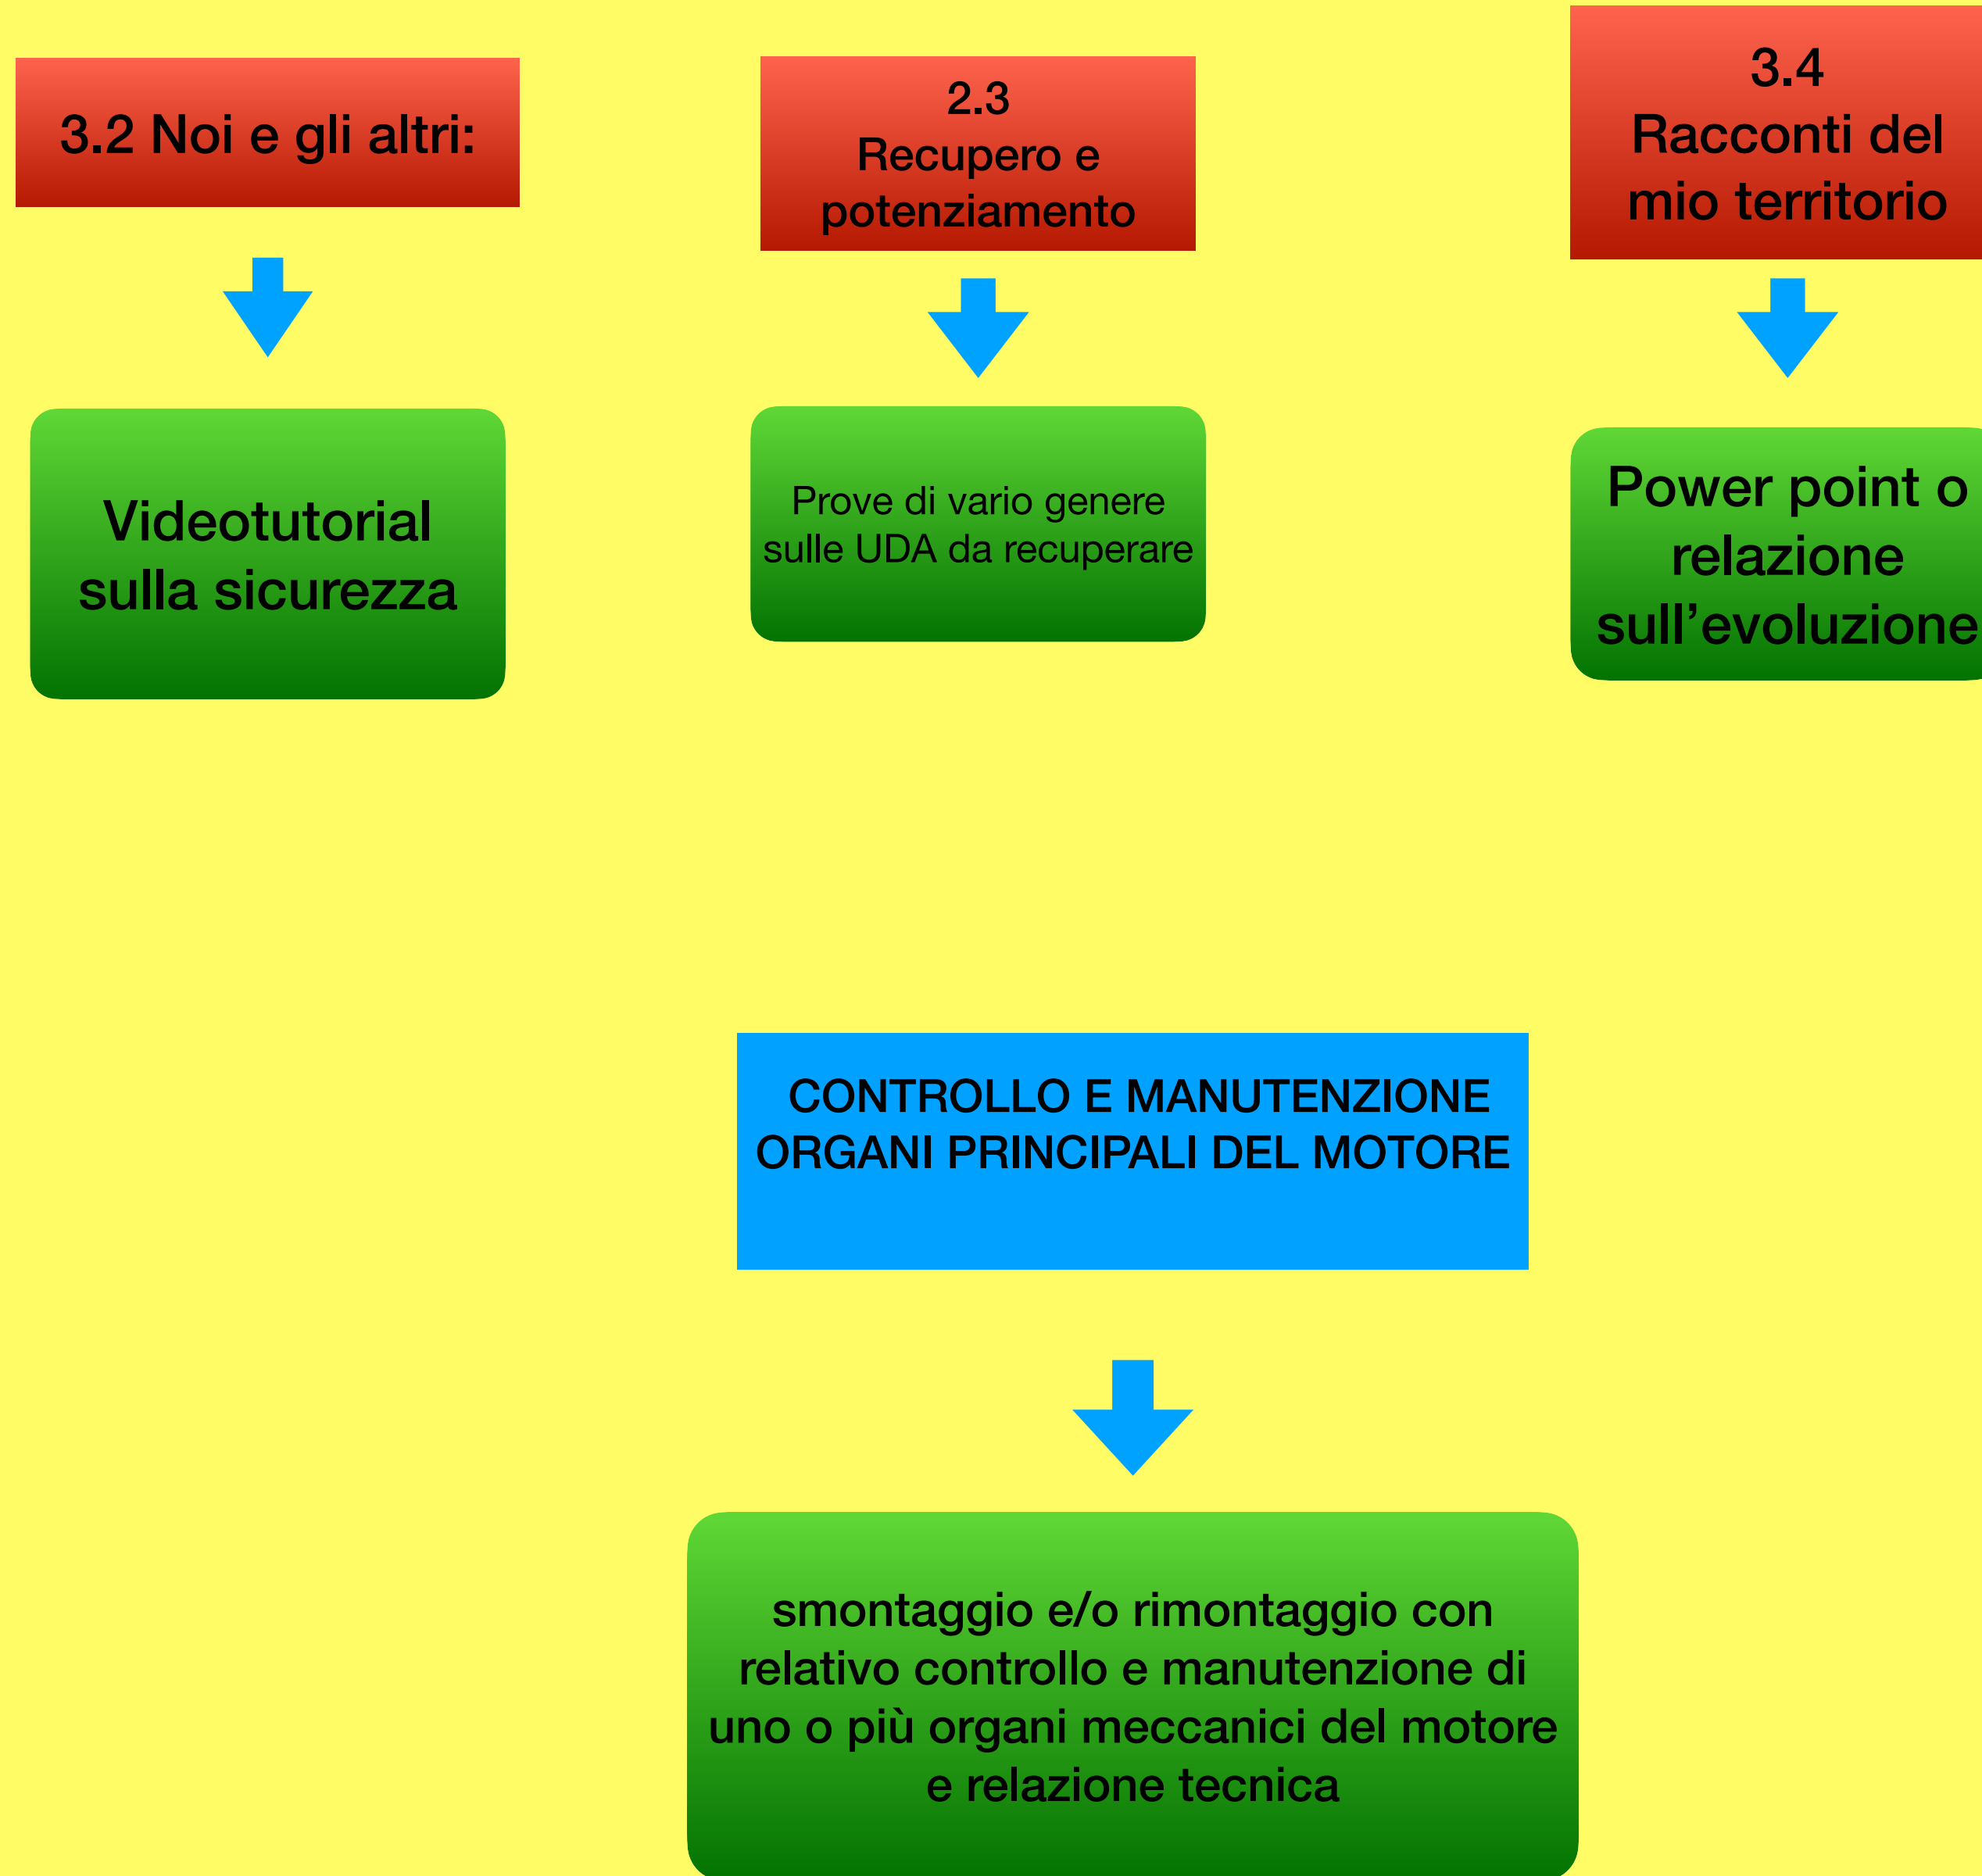 3.2 Noi e gli altri:
Videotutorial
sulla sicurezza
2.3
Recupero e
potenziamento
Prove di vario genere
sulle UDA da recuperare
3.4
Racconti del
mio territorio
Power point o
relazione
sull’evoluzione
CONTROLLO E MANUTENZIONE
ORGANI PRINCIPALI DEL MOTORE
smontaggio e/o rimontaggio con
relativo controllo e manutenzione di
uno o più organi meccanici del motore
e relazione tecnica